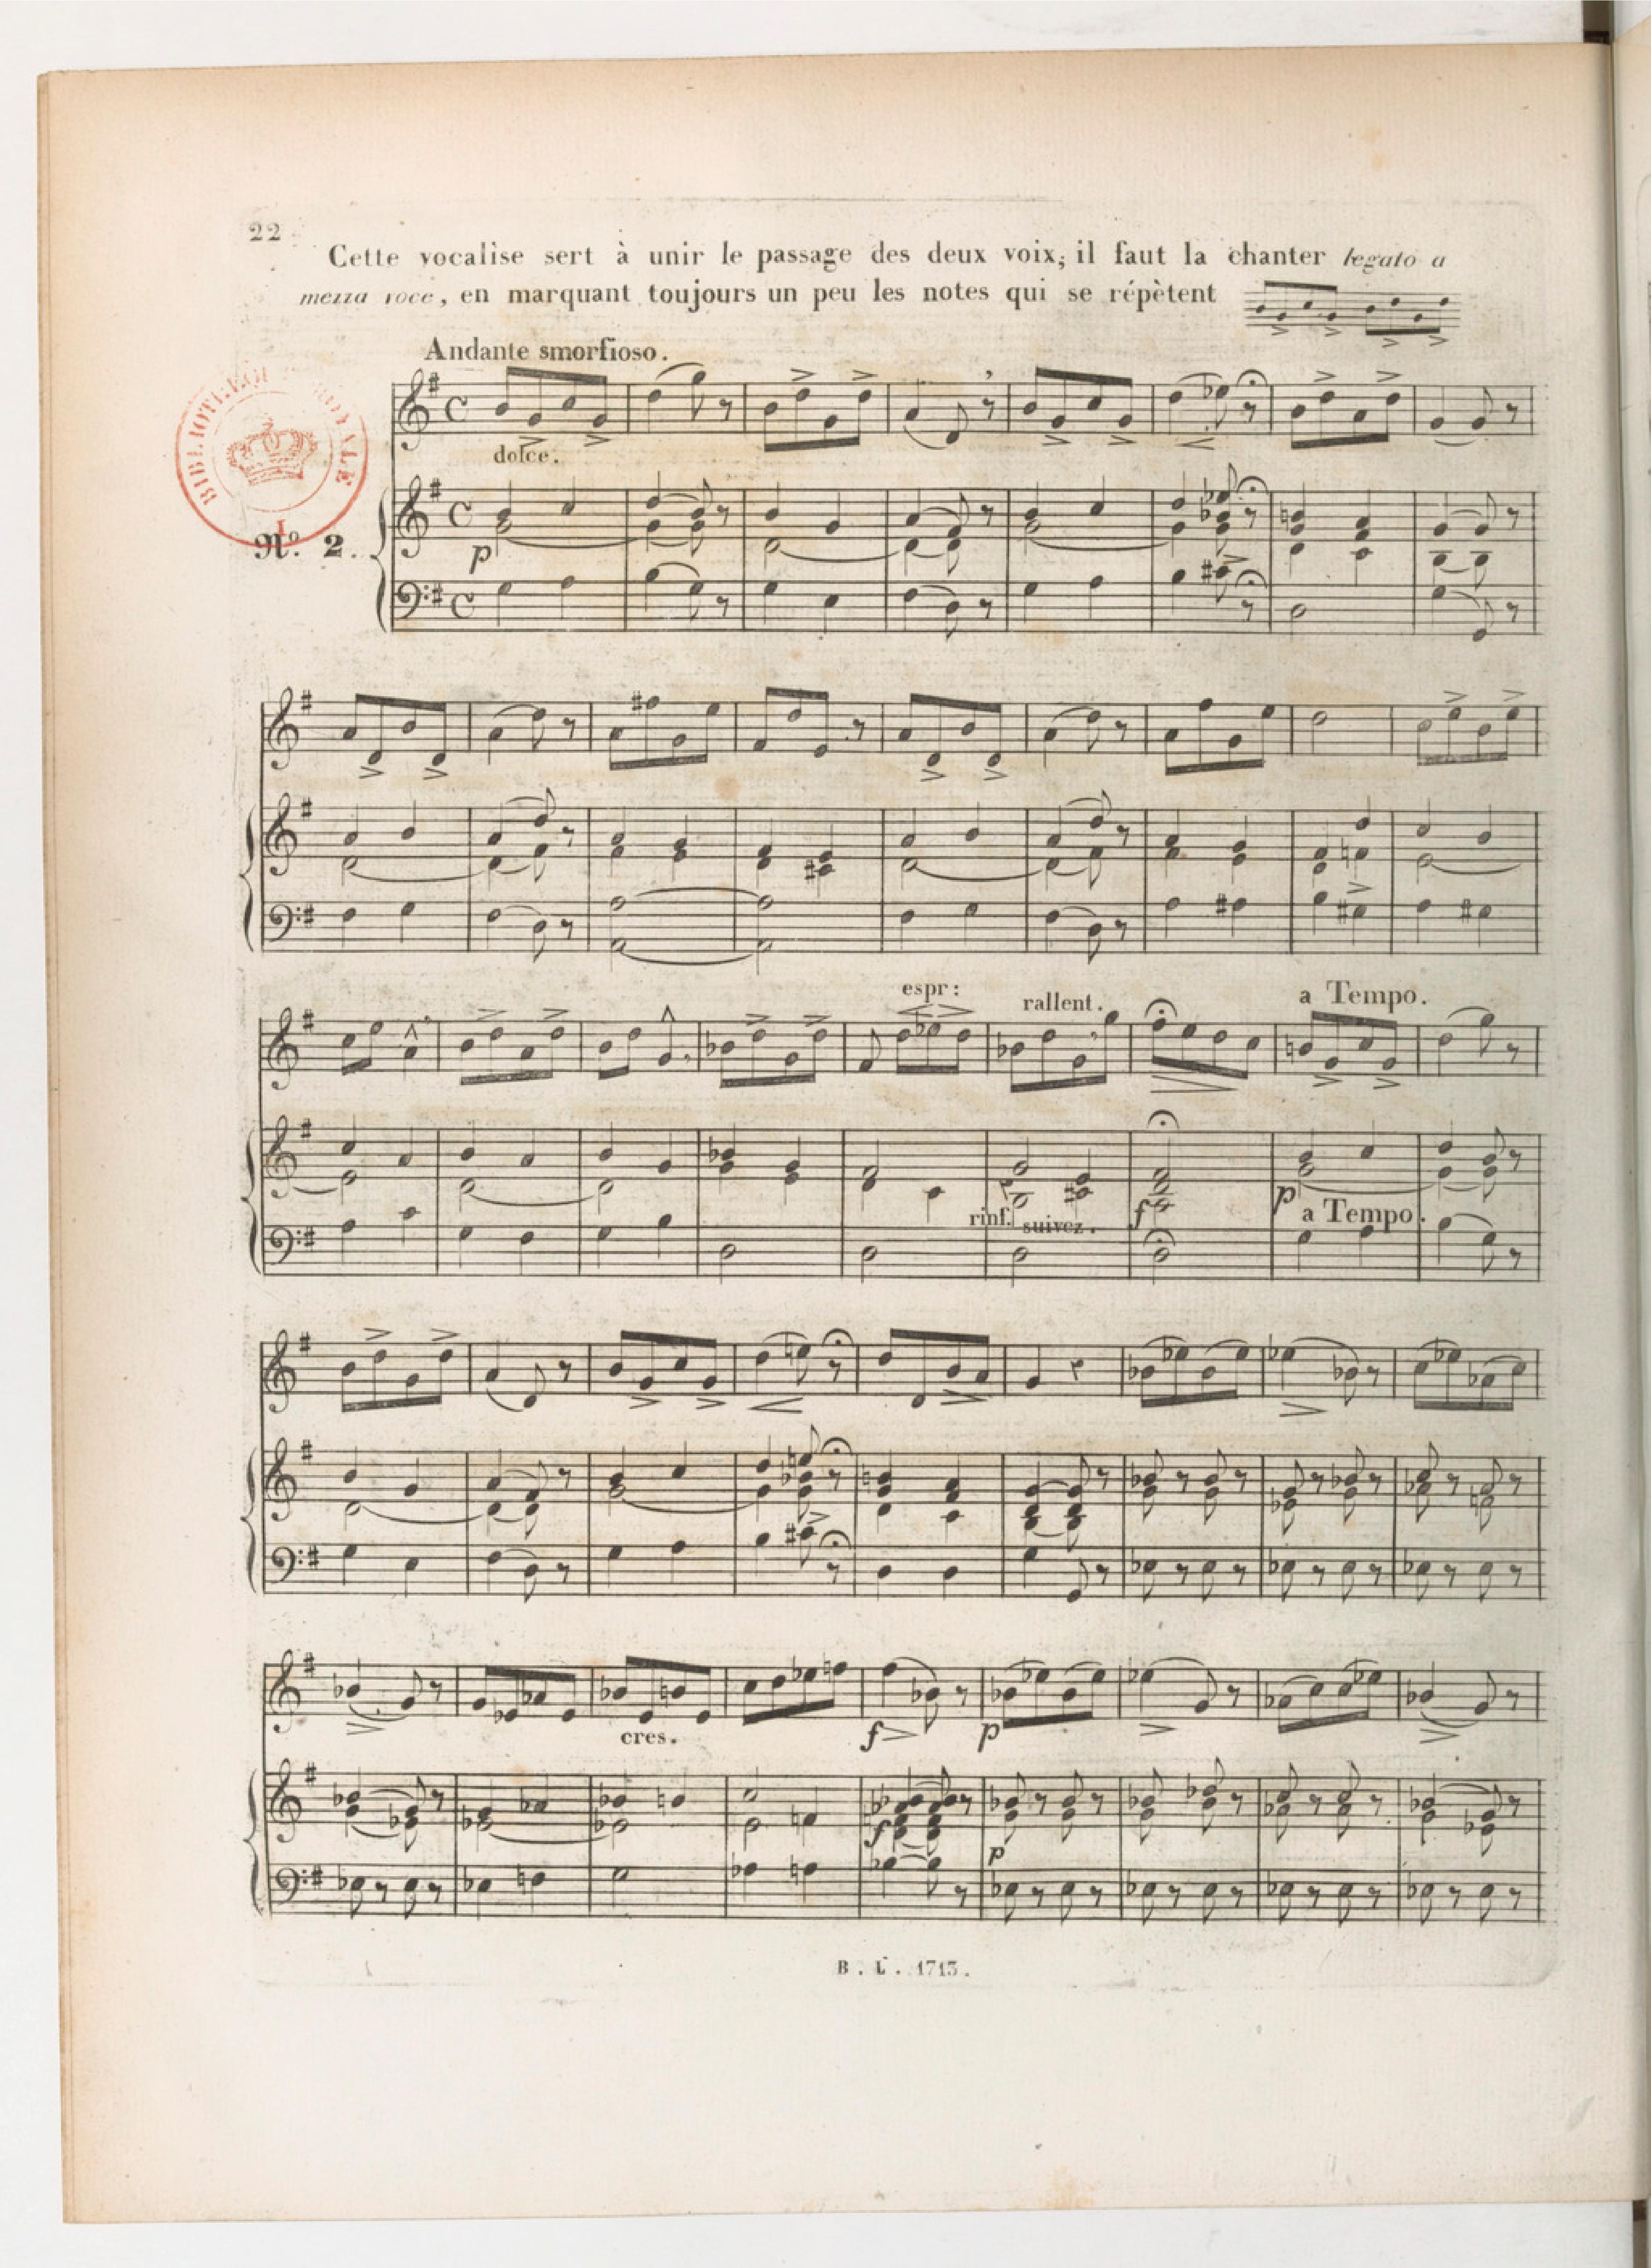 22
Cette vocalise sert à unir le passage des deux voix; il faut la chanter legato a
mezza voce, en marquant toujours un peu les notes qui se répètent
Andante smorfioso.
dolce.
p
Nº. 2.
espr:
rallent.
a Tempo.
rinf.
suivez.
f
p
a Tempo.
cres.
f
p
f
p
B. L. 1713.